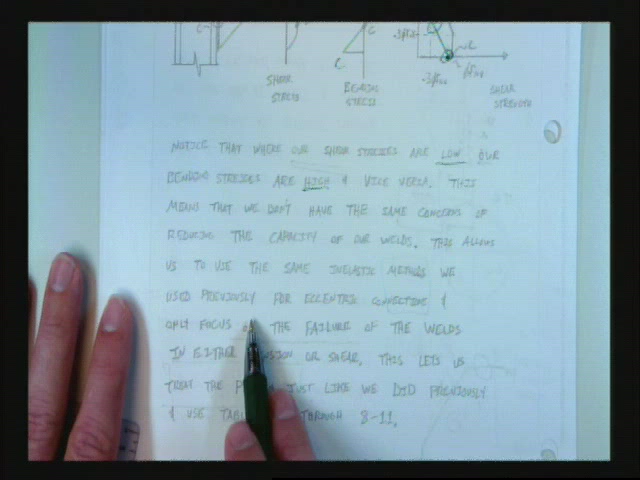 C
C
R
SHEAR
STRESS
BENDING
STRESS
SHEAR
STRENGTH
NOTICE THAT WHERE OUR SHEAR STRESSES ARE LOW OUR
BENDING STRESSES ARE HIGH & VICE VERSA. THIS
MEANS THAT WE DON'T HAVE THE SAME CONCERNS OF
REDUCING THE CAPACITY OF OUR WELDS. THIS ALLOWS
US TO USE THE SAME INELASTIC METHODS WE
USED PREVIOUSLY FOR ECCENTRIC CONNECTIONS &
ONLY FOCUS THE FAILURE OF THE WELDS
IN EITHER OR SHEAR. THIS LETS US
TREAT THE JUST LIKE WE DID PREVIOUSLY
& USE THROUGH 8-11.